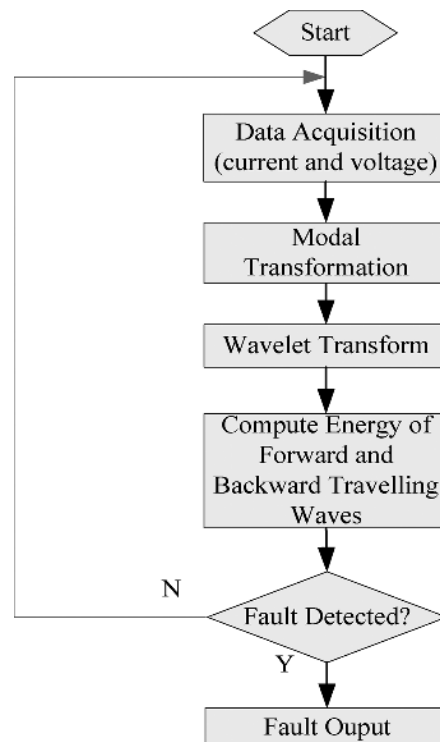 Start
Data Acquisition
(current and voltage)
Modal
Transformation
Wavelet Transform
Compute Energy of
Forward and
Backward Travelling
Waves
N
Fault Detected?
Y
Fault Ouput